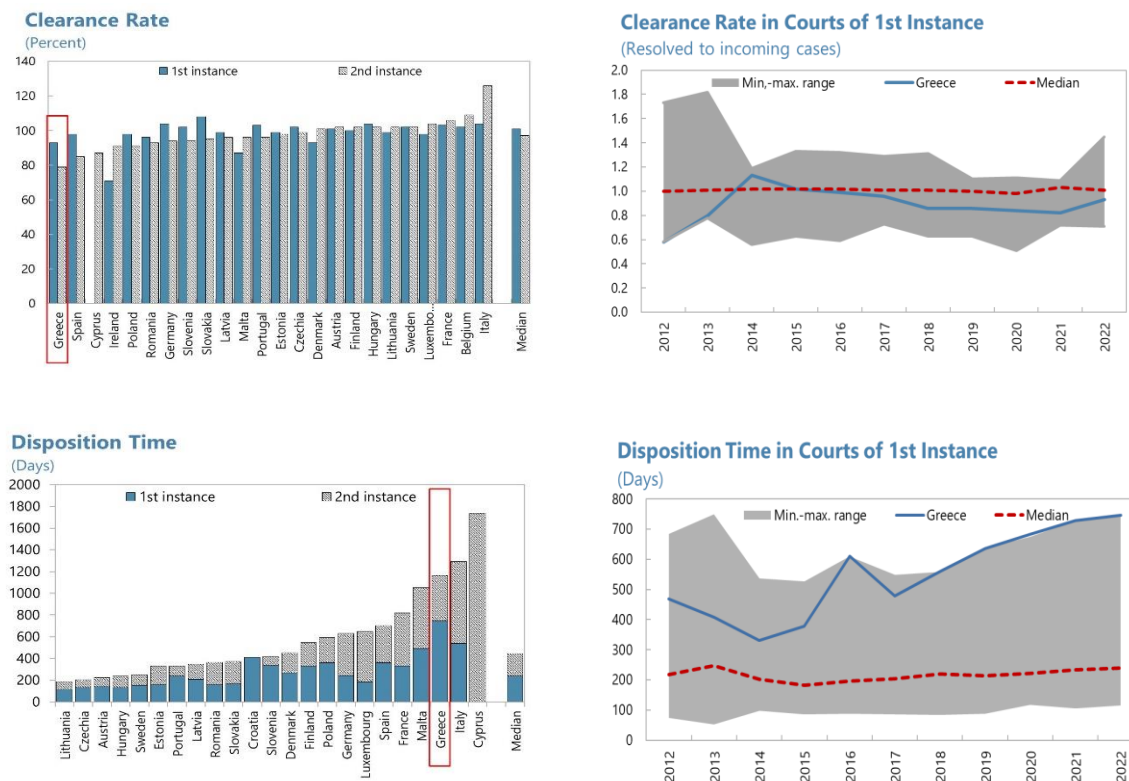 Clearance Rate
(Percent)
140
120
100
80
60
40
20
0
1st instance
2nd instance
Greece
Spain
Cyprus
Ireland
Poland
Romania
Germany
Slovenia
Slovakia
Latvia
Malta
Portugal
Estonia
Czechia
Denmark
Austria
Finland
Hungary
Lithuania
Sweden
Luxembo...
France
Belgium
Italy
Median
Clearance Rate in Courts of 1st Instance
(Resolved to incoming cases)
2.0
1.8
1.6
1.4
1.2
1.0
0.8
0.6
0.4
0.2
0.0
Min,-max. range
Greece
Median
2012
2013
2014
2015
2016
2017
2018
2019
2020
2021
2022
Disposition Time
(Days)
2000
1800
1600
1400
1200
1000
800
600
400
200
0
1st instance
2nd instance
Lithuania
Czechia
Austria
Hungary
Sweden
Estonia
Portugal
Latvia
Romania
Slovakia
Croatia
Slovenia
Denmark
Finland
Poland
Germany
Luxembourg
Spain
France
Malta
Greece
Italy
Cyprus
Median
Disposition Time in Courts of 1st Instance
(Days)
800
700
600
500
400
300
200
100
0
Min.-max. range
Greece
Median
2012
2013
2014
2015
2016
2017
2018
2019
2020
2021
2022